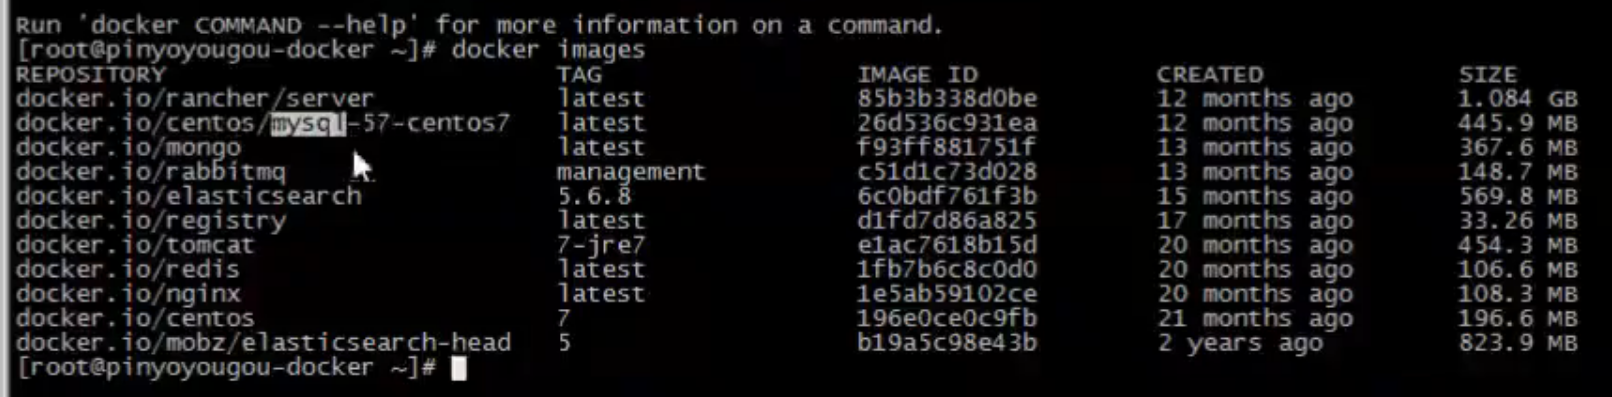 Run 'docker COMMAND --help' for more information on a command.
[root@pinyoyougou-docker ~]# docker images
REPOSITORY TAG IMAGE ID CREATED SIZE
docker.io/rancher/server latest 85b3b338d0be 12 months ago 1.084 GB
docker.io/centos/mysql-57-centos7 latest 26d536c931ea 12 months ago 445.9 MB
docker.io/mongo latest f93ff881751f 13 months ago 367.6 MB
docker.io/rabbitmq management c51d1c73d028 13 months ago 148.7 MB
docker.io/elasticsearch 5.6.8 6c0bdf761f3b 15 months ago 569.8 MB
docker.io/registry latest d1fd7d86a825 17 months ago 33.26 MB
docker.io/tomcat 7-jre7 e1ac7618b15d 20 months ago 454.3 MB
docker.io/redis latest 1fb7b6c8c0d0 20 months ago 106.6 MB
docker.io/nginx latest 1e5ab59102ce 20 months ago 108.3 MB
docker.io/centos 7 196e0ce0c9fb 21 months ago 196.6 MB
docker.io/mobz/elasticsearch-head 5 b19a5c98e43b 2 years ago 823.9 MB
[root@pinyoyougou-docker ~]#